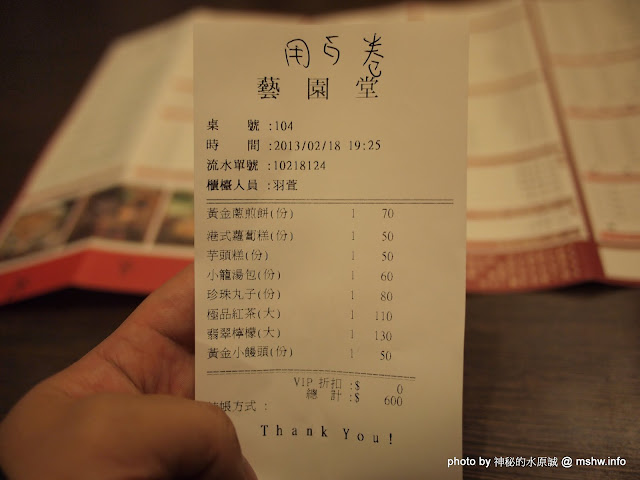 用 卷
藝 園 堂
桌 號 :104
時 間 :2013/02/18 19:25
流水單號 :10218124
櫃檯人員 :羽萱
黃金蔥煎餅(份) 1 70
港式蘿蔔糕(份) 1 50
芋頭糕(份) 1 50
小籠湯包(份) 1 60
珍珠丸子(份) 1 80
極品紅茶(大) 1 110
翡翠檸檬(大) 1 130
黃金小饅頭(份) 1 50
VIP 折扣 :$ 0
總 計 :$ 600
帳方式 :
Thank You!
photo by 神秘的水原誠 @ mshw.info